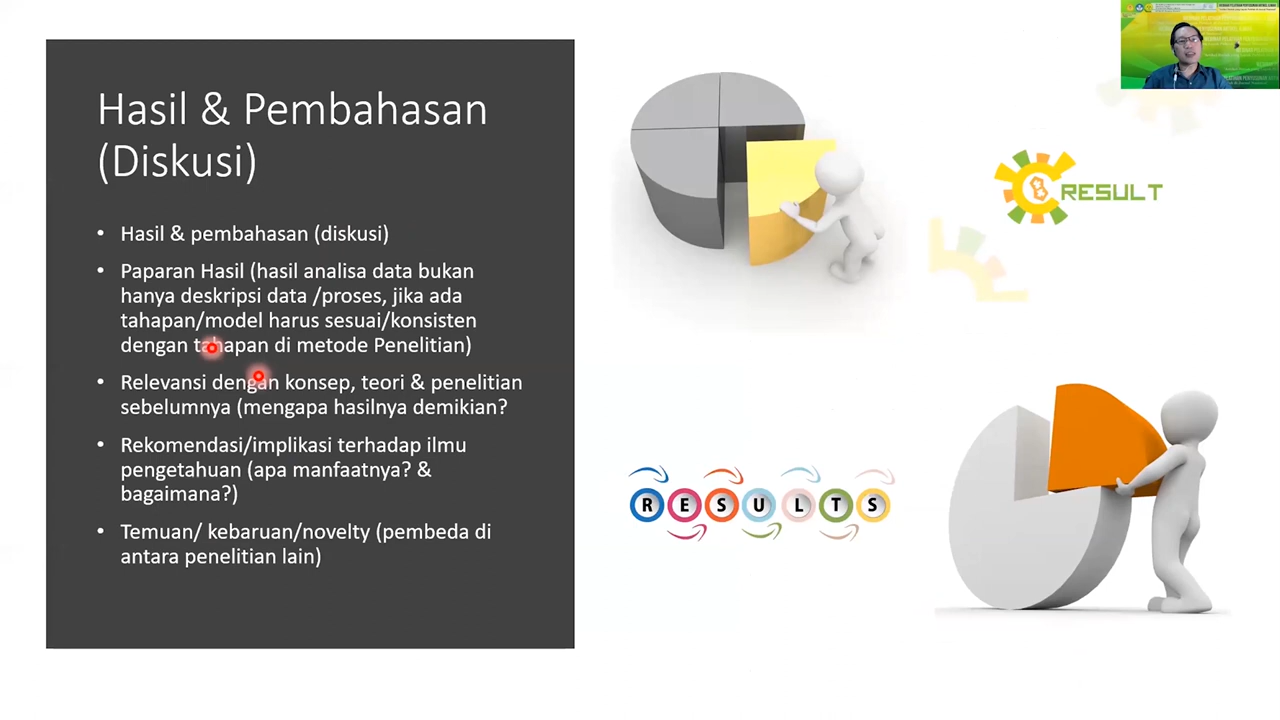 Hasil & Pembahasan
(Diskusi)
• Hasil & pembahasan (diskusi)
• Paparan Hasil (hasil analisa data bukan
hanya deskripsi data /proses, jika ada
tahapan/model harus sesuai/konsisten
dengan tahapan di metode Penelitian)
• Relevansi dengan konsep, teori & penelitian
sebelumnya (mengapa hasilnya demikian?
• Rekomendasi/implikasi terhadap ilmu
pengetahuan (apa manfaatnya? &
bagaimana?)
• Temuan/ kebaruan/novelty (pembeda di
antara penelitian lain)
RESULT
RESULTS